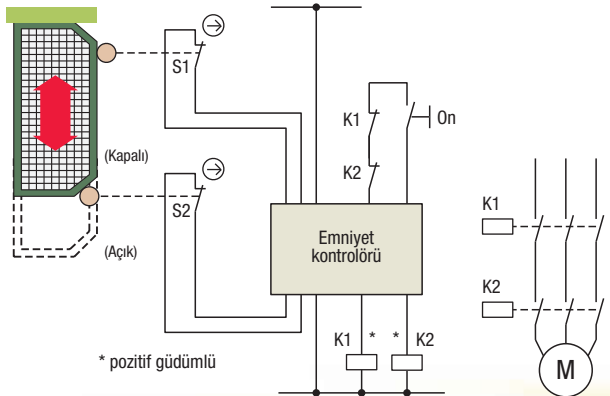 S1
(Kapalı)
S2
(Açık)
K1
On
K2
Emniyet
kontrolörü
K1 * * K2
* pozitif güdümlü
K1
K2
M